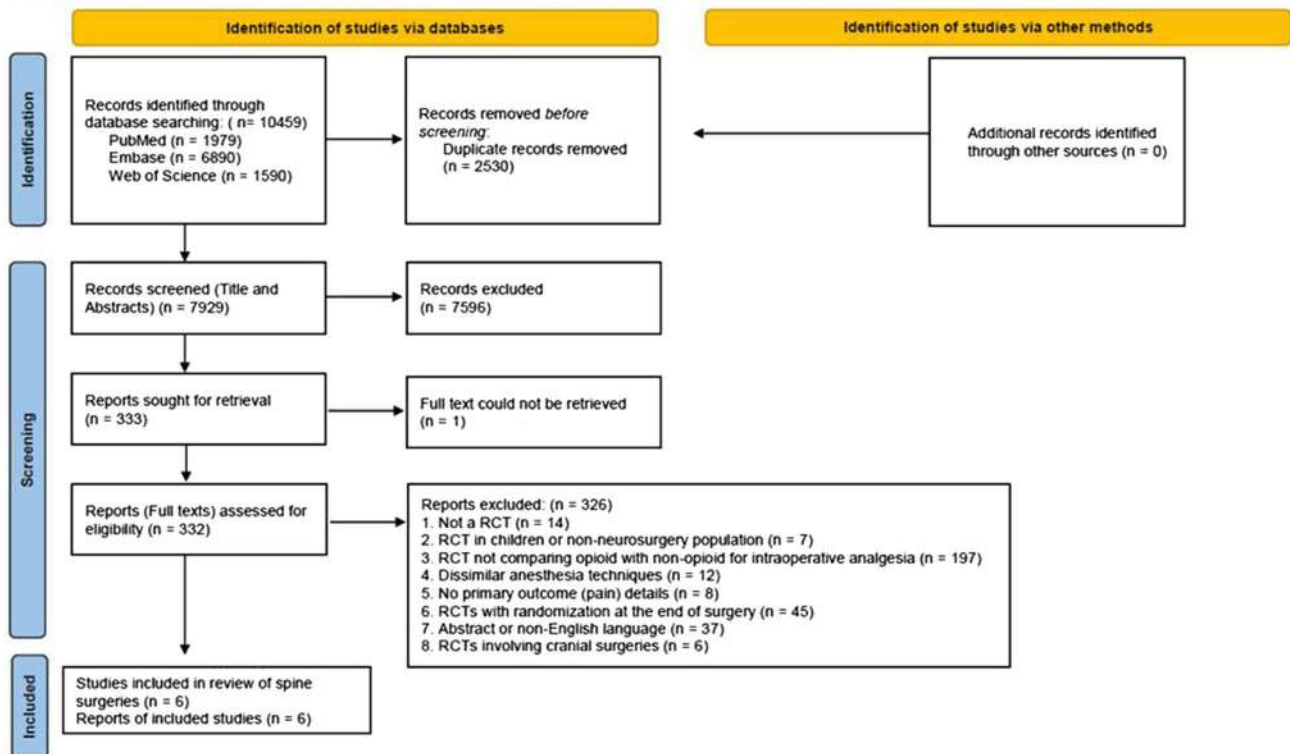 Identification of studies via databases
Identification of studies via other methods
Identification
Records identified through
database searching: ( n= 10459)
PubMed (n = 1979)
Embase (n = 6890)
Web of Science (n = 1590)
Records removed before
screening:
Duplicate records removed
(n = 2530)
Additional records identified
through other sources (n = 0)
Screening
Records screened (Title and
Abstracts) (n = 7929)
Records excluded
(n = 7596)
Reports sought for retrieval
(n = 333)
Full text could not be retrieved
(n = 1)
Reports (Full texts) assessed for
eligibility (n = 332)
Reports excluded: (n = 326)
1. Not a RCT (n = 14)
2. RCT in children or non-neurosurgery population (n = 7)
3. RCT not comparing opioid with non-opioid for intraoperative analgesia (n = 197)
4. Dissimilar anesthesia techniques (n = 12)
5. No primary outcome (pain) details (n = 8)
6. RCTs with randomization at the end of surgery (n = 45)
7. Abstract or non-English language (n = 37)
8. RCTs involving cranial surgeries (n = 6)
Included
Studies included in review of spine
surgeries (n = 6)
Reports of included studies (n = 6)